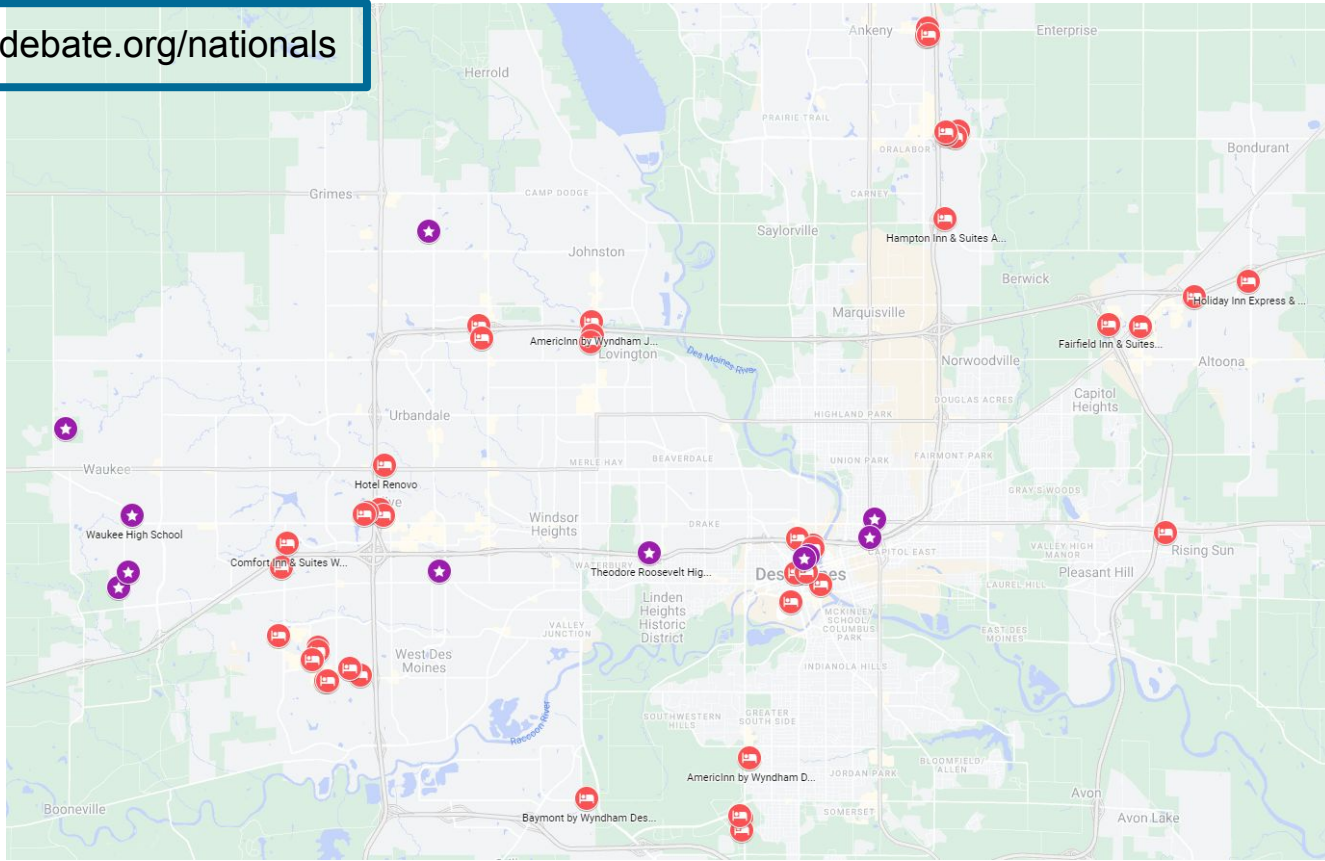 debate.org/nationals
Ankeny
Enterprise
Herrold
PRAIRIE TRAIL
ORALABOR
Bondurant
Grimes
CAMP DODGE
CARNEY
Saylorville
Hampton Inn & Suites A...
Johnston
Berwick
Holiday Inn Express & ...
Marquisville
AmericInn by Wyndham J...
Lovington
Des Moines River
Fairfield Inn & Suites...
Norwoodville
Altoona
Capitol
Heights
DOUGLAS ACRES
Urbandale
HIGHLAND PARK
Waukee
MERLE HAY
BEAVERDALE
UNION PARK
FAIRMONT PARK
Hotel Renovo
GRAY'S WOODS
Waukee High School
Windsor
Heights
DRAKE
Comfort Inn & Suites W...
WATERBURY
Theodore Roosevelt Hig...
CAPITOL EAST
VALLEY HIGH
MANOR
Rising Sun
Pleasant Hill
Des Moines
LAUREL HILL
Linden
Heights
Historic
District
MCKINLEY
SCHOOL/
COLUMBUS
PARK
VALLEY
JUNCTION
EAST DES
MOINES
West Des
Moines
INDIANOLA HILLS
Raccoon River
SOUTHWESTERN
HILLS
GREATER
SOUTH SIDE
BLOOMFIELD/
ALLEN
AmericInn by Wyndham D...
JORDAN PARK
Avon
Booneville
Baymont by Wyndham Des...
SOMERSET
Avon Lake